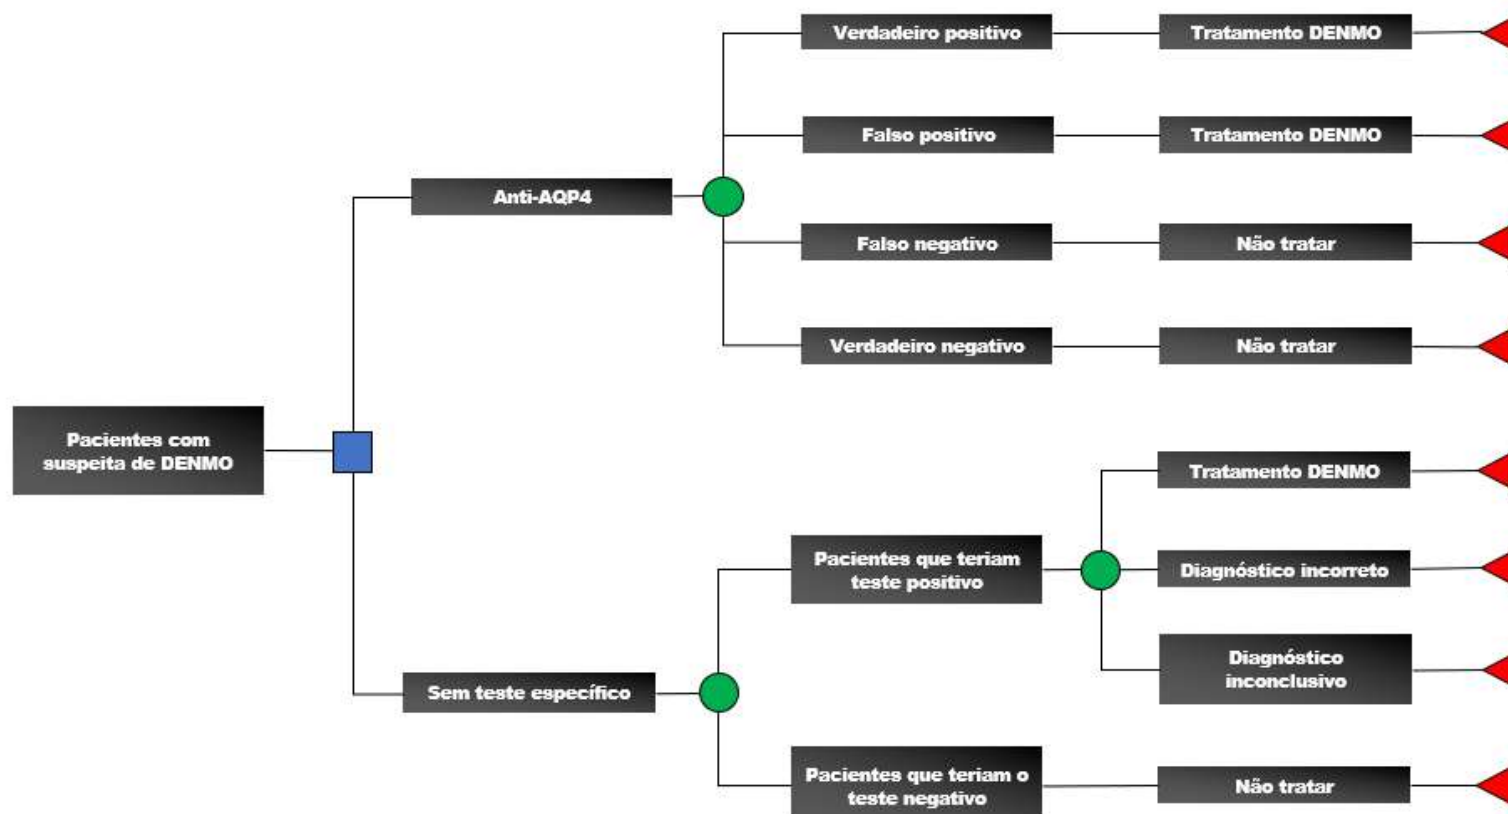 Verdadeiro positivo
Tratamento DENMO
Falso positivo
Tratamento DENMO
Anti-AQP4
Falso negativo
Não tratar
Verdadeiro negativo
Não tratar
Pacientes com
suspeita de DENMO
Tratamento DENMO
Pacientes que teriam
teste positivo
Diagnóstico incorreto
Diagnóstico
inconclusivo
Sem teste específico
Pacientes que teriam o
teste negativo
Não tratar